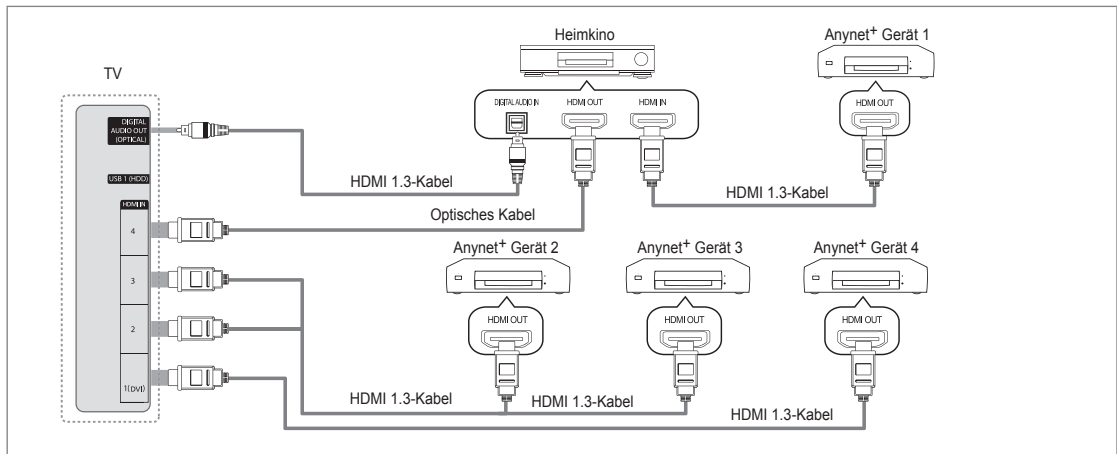 Heimkino
Anynet+ Gerät 1
TV
DIGITAL AUDIO IN
HDMI OUT
HDMI IN
HDMI OUT
DIGITAL
AUDIO OUT
(OPTICAL)
HDMI 1.3-Kabel
HDMI 1.3-Kabel
USB 1 (HDD)
HDMI IN
Optisches Kabel
4
Anynet+ Gerät 2
Anynet+ Gerät 3
Anynet+ Gerät 4
3
HDMI OUT
HDMI OUT
HDMI OUT
2
1(DVI)
HDMI 1.3-Kabel
HDMI 1.3-Kabel
HDMI 1.3-Kabel